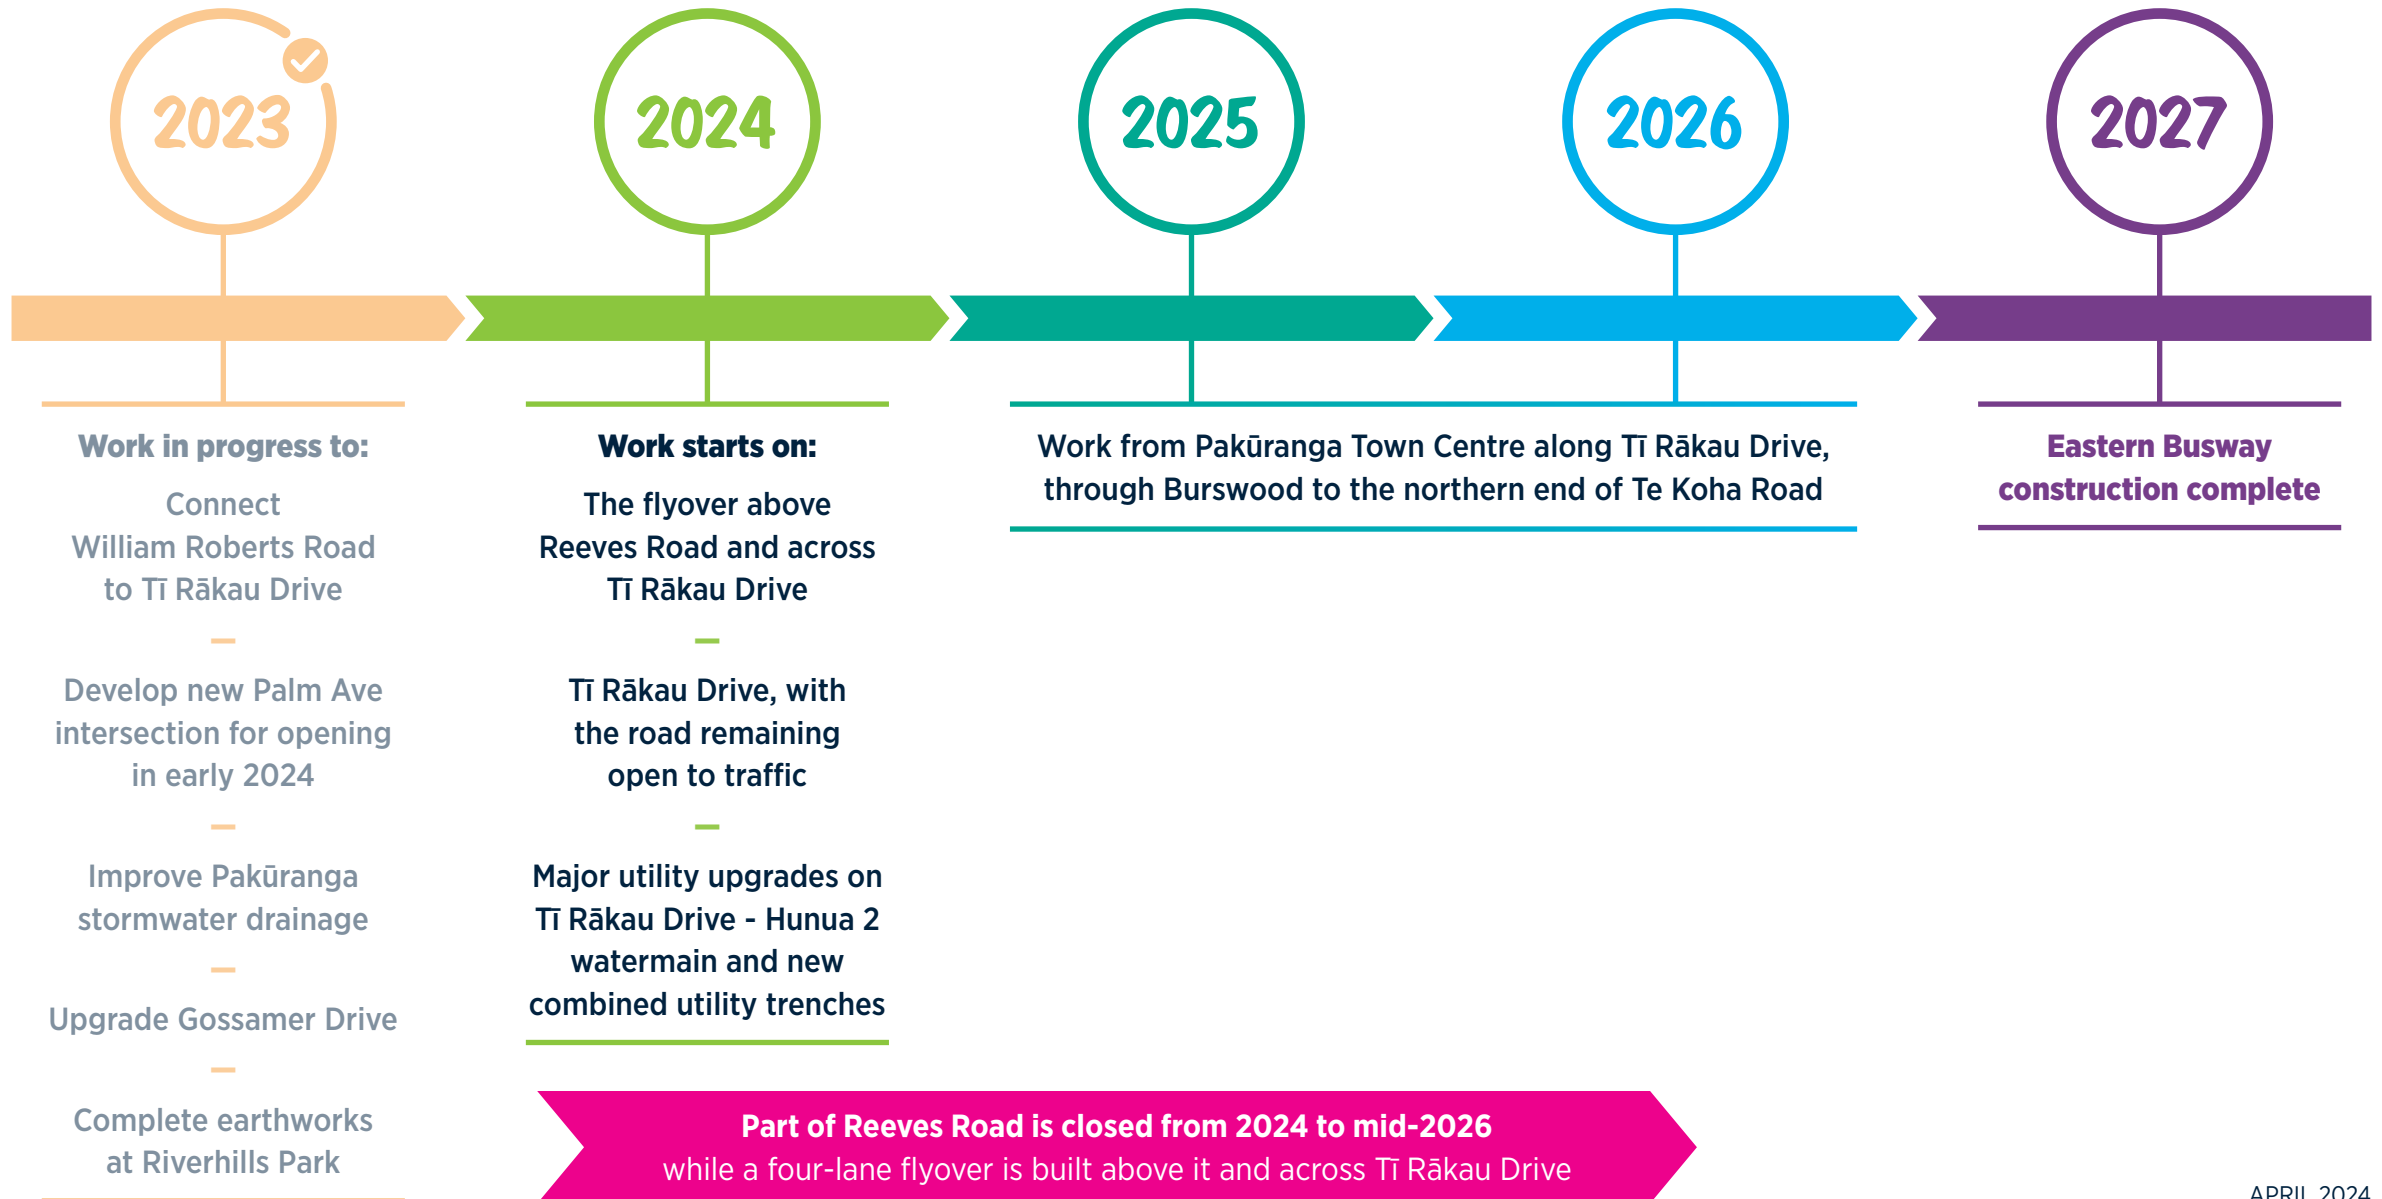 2023
2024
2025
2026
2027
Work in progress to:
Connect
William Roberts Road
to Tī Rākau Drive
Develop new Palm Ave
intersection for opening
in early 2024
Improve Pakūranga
stormwater drainage
Upgrade Gossamer Drive
Complete earthworks
at Riverhills Park
Work starts on:
The flyover above
Reeves Road and across
Tī Rākau Drive
Tī Rākau Drive, with
the road remaining
open to traffic
Major utility upgrades on
Tī Rākau Drive - Hunua 2
watermain and new
combined utility trenches
Work from Pakūranga Town Centre along Tī Rākau Drive,
through Burswood to the northern end of Te Koha Road
Eastern Busway
construction complete
Part of Reeves Road is closed from 2024 to mid-2026
while a four-lane flyover is built above it and across Tī Rākau Drive
APRIL 2024